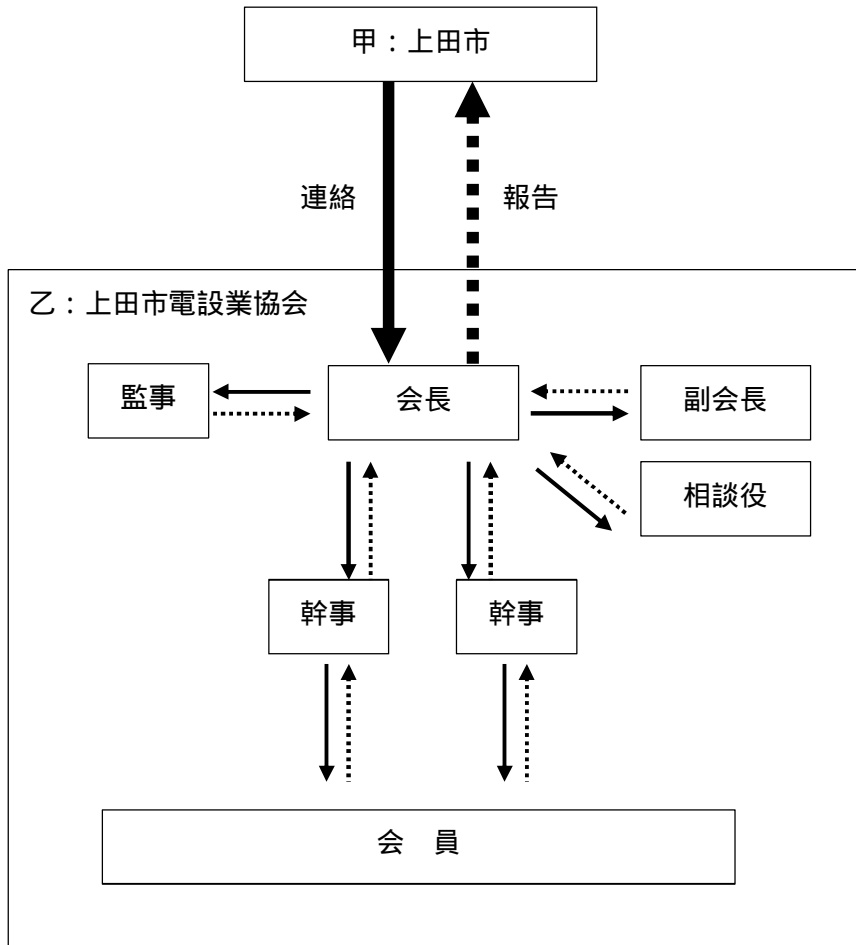 甲：上田市
連絡
報告
乙：上田市電設業協会
監事
会長
副会長
相談役
幹事
幹事
会　員